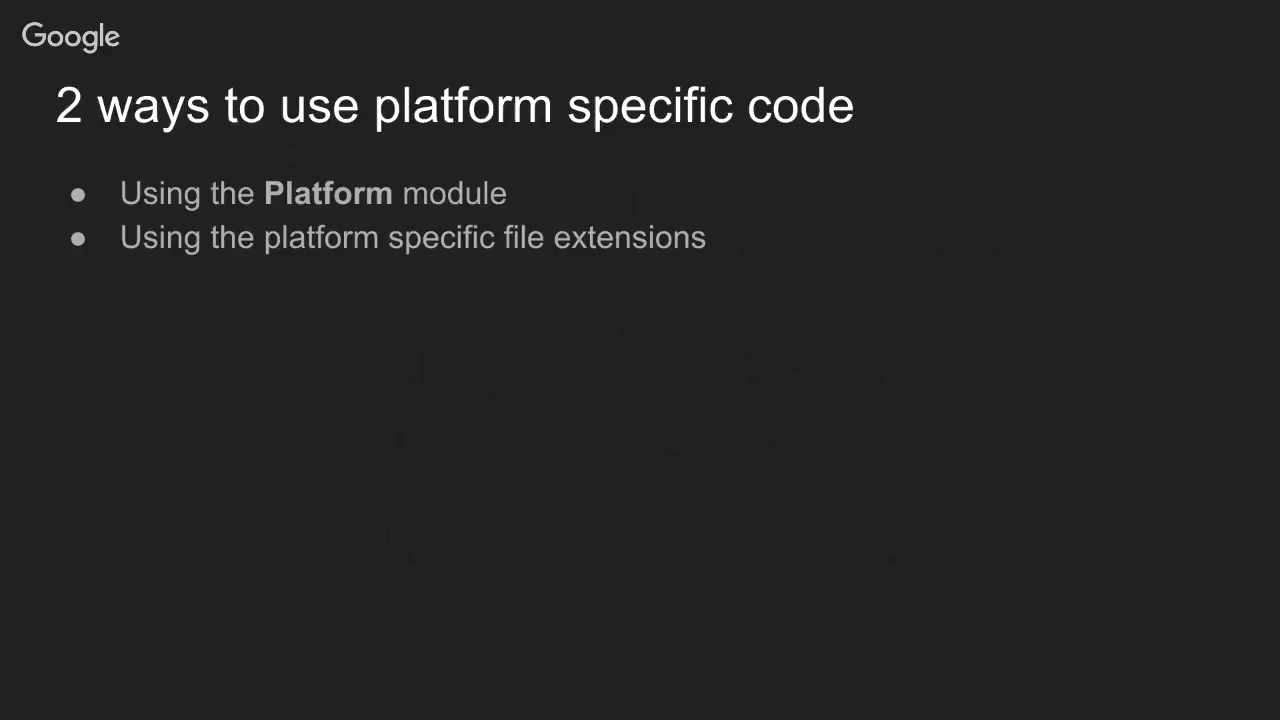 Google
2 ways to use platform specific code
● Using the Platform module
● Using the platform specific file extensions